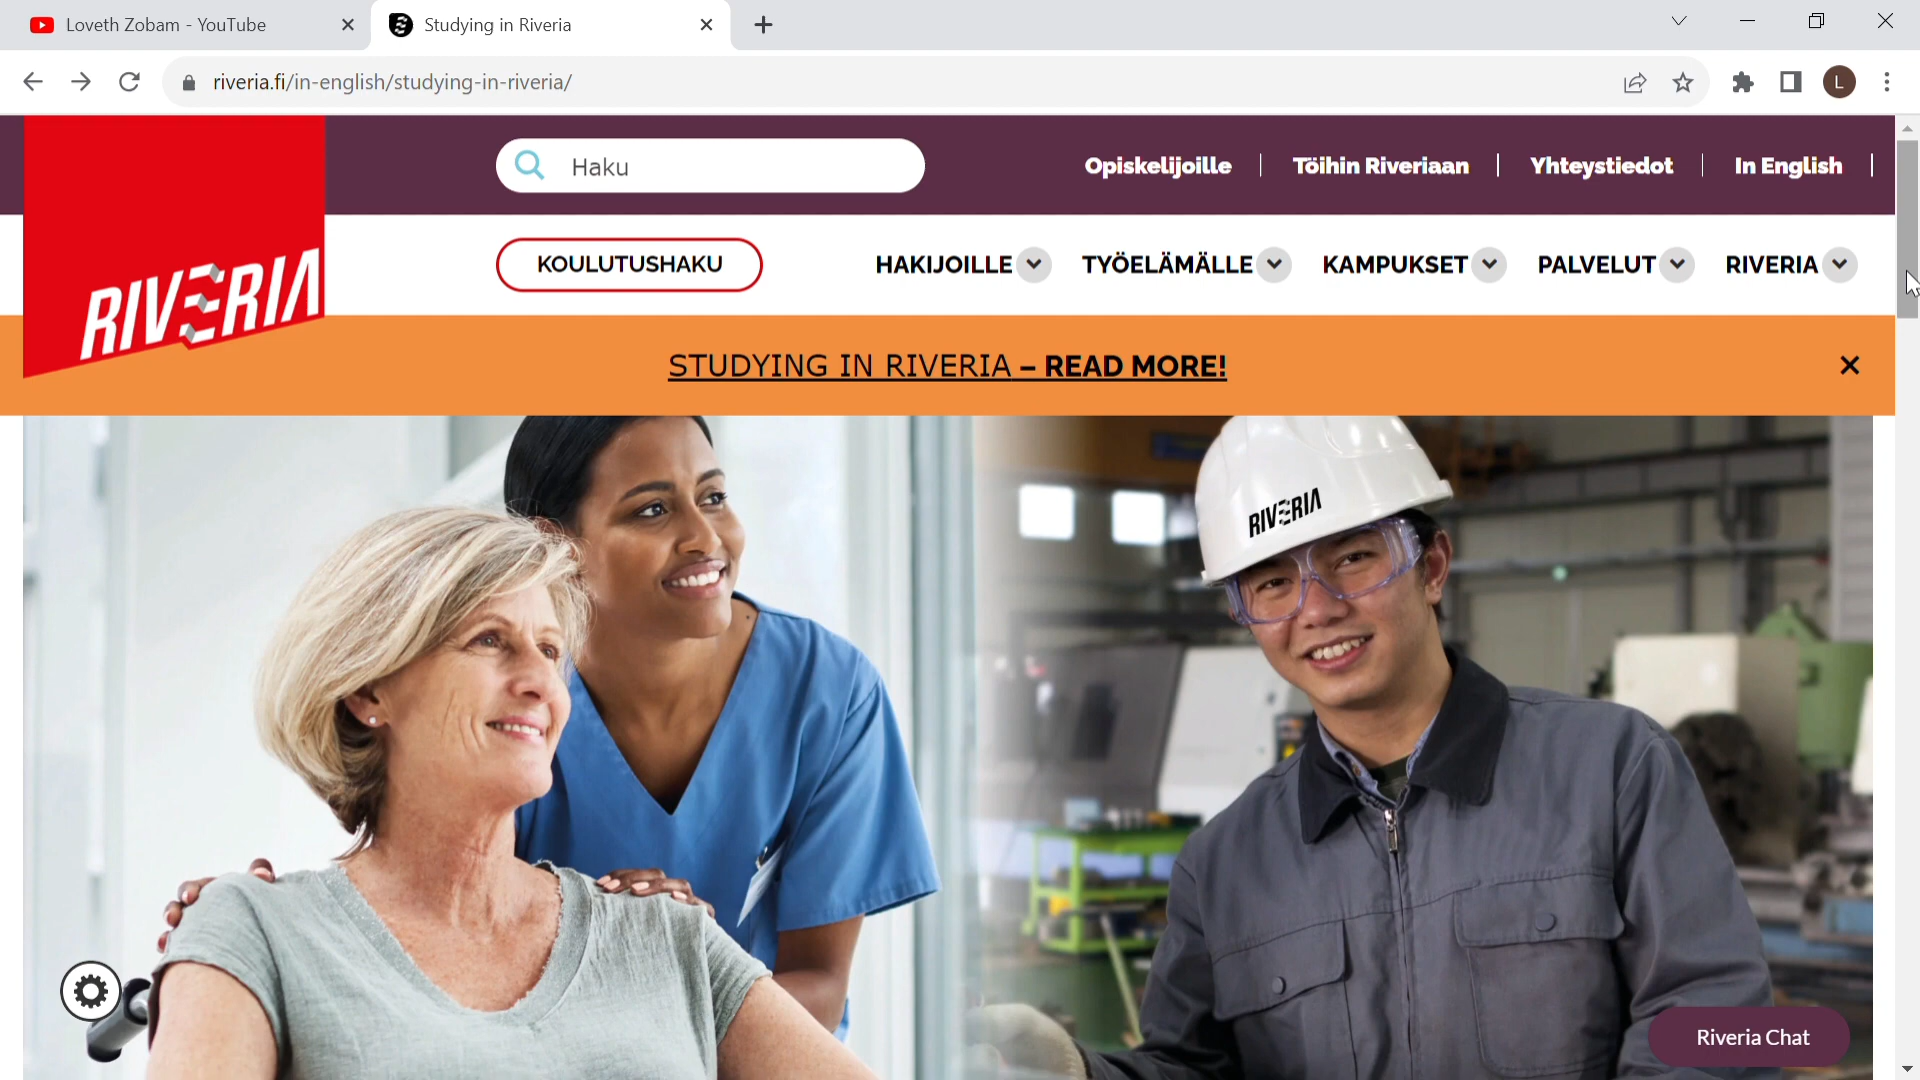 Loveth Zobam - YouTube
Studying in Riveria
riveria.fi/in-english/studying-in-riveria/
L
Haku
Opiskelijoille
Töihin Riveriaan
Yhteystiedot
In English
RIVERIA
KOULUTUSHAKU
HAKIJOILLE
TYÖELÄMÄLLE
KAMPUKSET
PALVELUT
RIVERIA
STUDYING IN RIVERIA – READ MORE!
RIVERIA
Riveria Chat